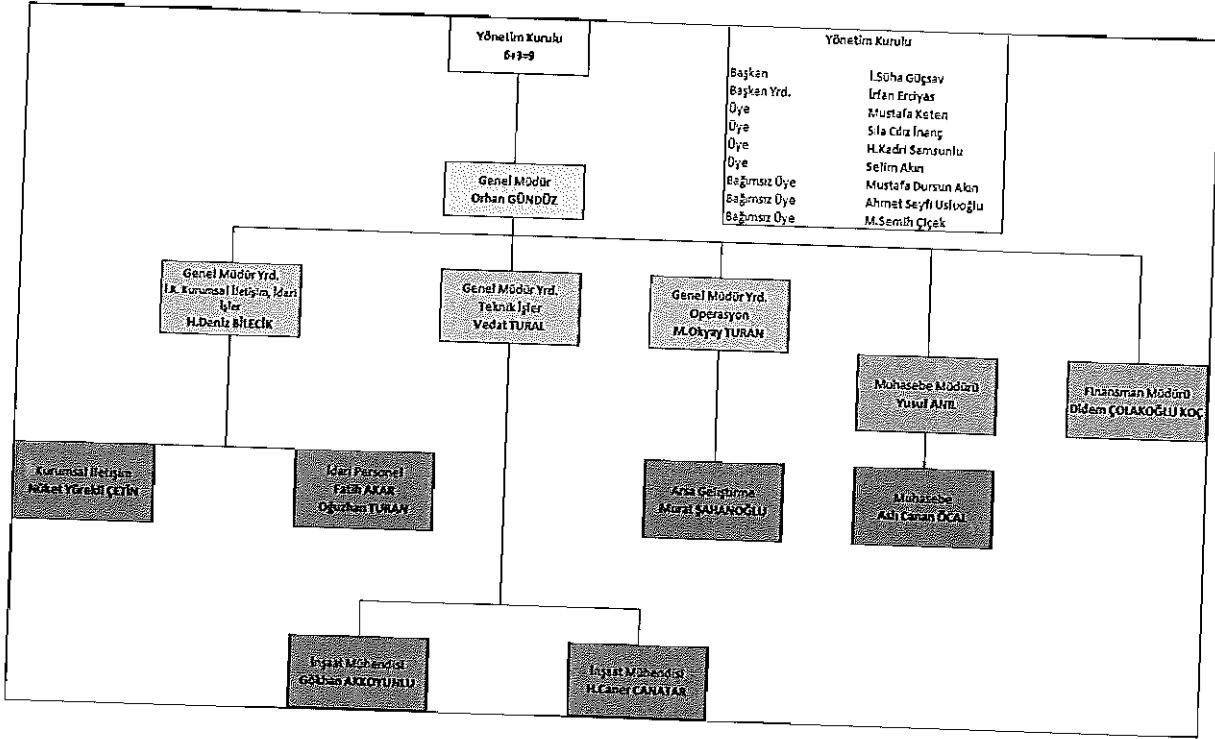 Yönetim Kurulu
6+3=9
Yönetim Kurulu
Başkan İ.Süha Güçsav
Başkan Yrd. İrfan Erciyas
Üye Mustafa Keten
Üye Sıla Cılız İnanç
Üye H.Kadri Samsunlu
Üye Selim Akın
Bağımsız Üye Mustafa Dursun Akın
Bağımsız Üye Ahmet Seyfi Usluoğlu
Bağımsız Üye M.Semih Çiçek
Genel Müdür
Orhan GÜNDÜZ
Genel Müdür Yrd.
İ.K. Kurumsal İletişim, İdari
İşler
H.Deniz BİLECİK
Genel Müdür Yrd.
Teknik İşler
Vedat TURAL
Genel Müdür Yrd.
Operasyon
M.Okyay TURAN
Muhasebe Müdürü
Yusuf ANIL
Finansman Müdürü
Didem ÇOLAKOĞLU KOÇ
Kurumsal İletişim
Nüket Yürekli ÇETİN
İdari Personel
Fatih AKAR
Oğuzhan TURAN
Arsa Geliştirme
Murat ŞAHANOĞLU
Muhasebe
Aslı Canan ÖCAL
İnşaat Mühendisi
Gökhan AKKOYUNLU
İnşaat Mühendisi
H.Caner CANATAR